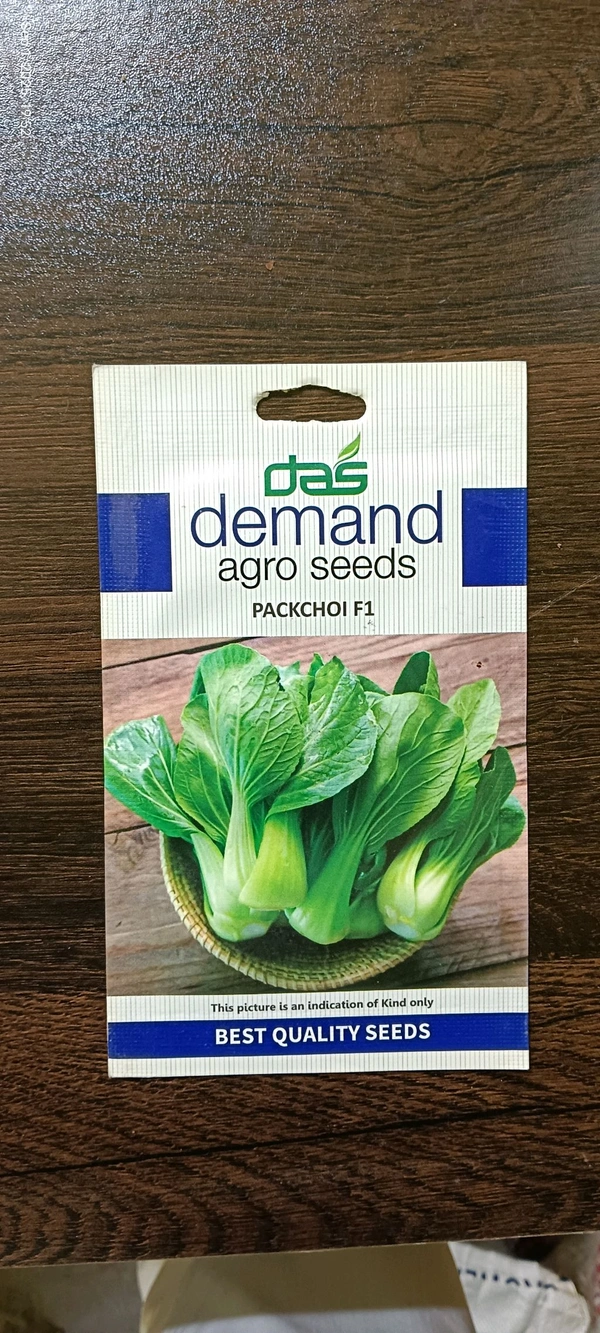 das
demand
agro seeds
PACKCHOI F1
This picture is an indication of Kind only
BEST QUALITY SEEDS